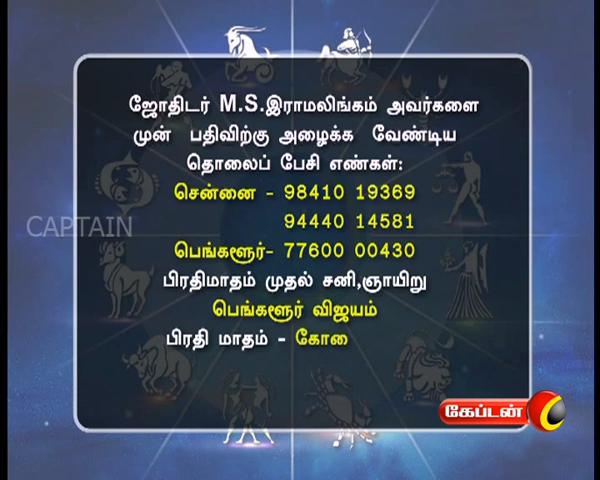 ஜோதிடர் M.S.இராமலிங்கம் அவர்களை
முன் பதிவிற்கு அழைக்க வேண்டிய
தொலைப் பேசி எண்கள்:
சென்னை - 98410 19369
94440 14581
CAPTAIN
பெங்களூர்- 77600 00430
பிரதிமாதம் முதல் சனி,ஞாயிறு
பெங்களூர் விஜயம்
பிரதி மாதம் - கோவை
கேப்டன்